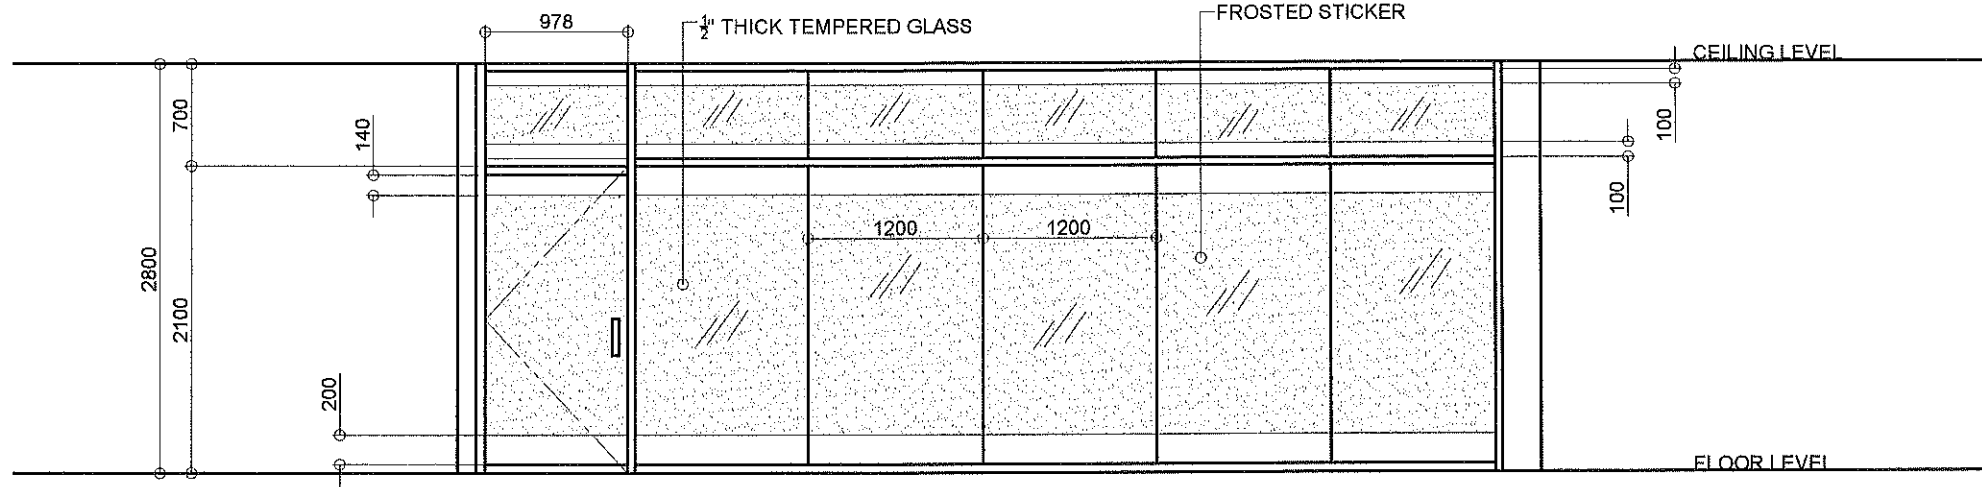 978
½" THICK TEMPERED GLASS
FROSTED STICKER
CEILING LEVEL
700
140
100
100
1200
1200
2800
2100
200
FLOOR LEVEL